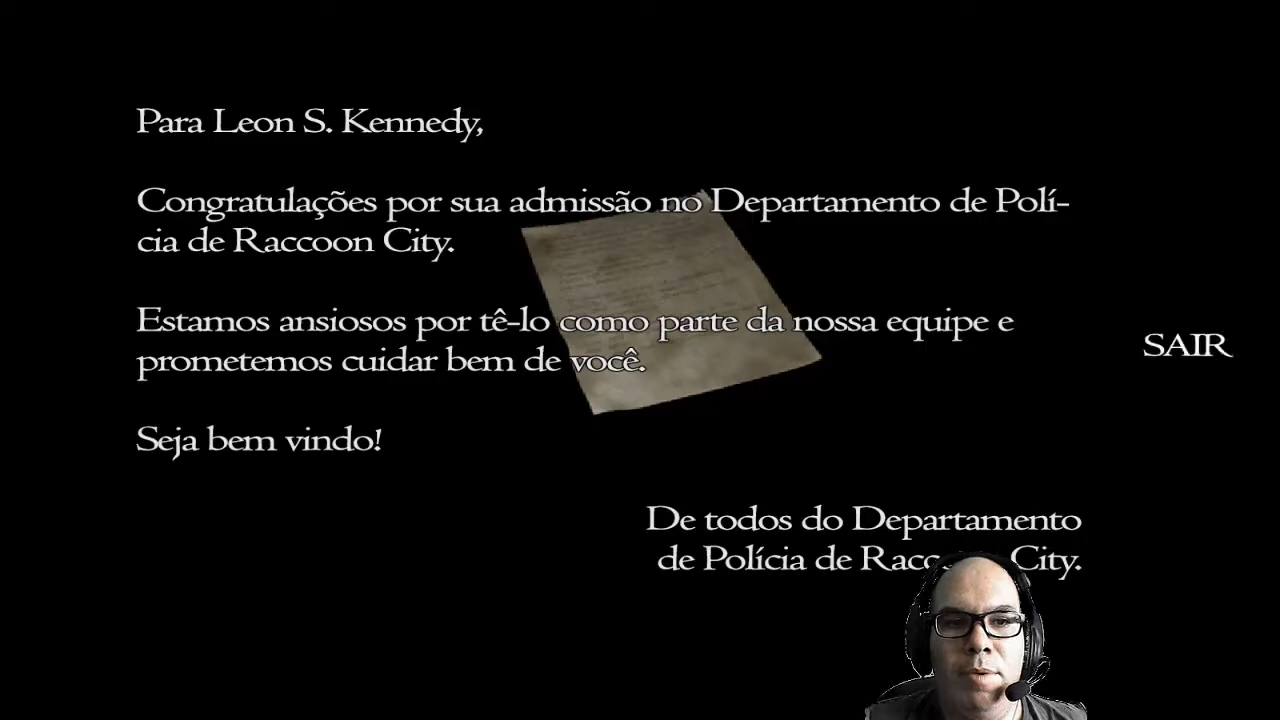 Para Leon S. Kennedy,
Congratulações por sua admissão no Departamento de Polí-
cia de Raccoon City.
Estamos ansiosos por tê-lo como parte da nossa equipe e
prometemos cuidar bem de você.
SAIR
Seja bem vindo!
De todos do Departamento
de Polícia de Raccoon City.